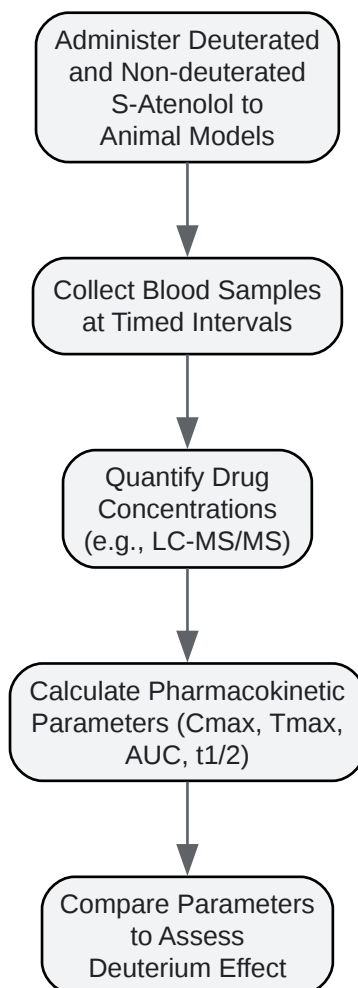 Administer Deuterated
and Non-deuterated
S-Atenolol to
Animal Models
Collect Blood Samples
at Timed Intervals
Quantify Drug
Concentrations
(e.g., LC-MS/MS)
Calculate Pharmacokinetic
Parameters (Cmax, Tmax,
AUC, t1/2)
Compare Parameters
to Assess
Deuterium Effect